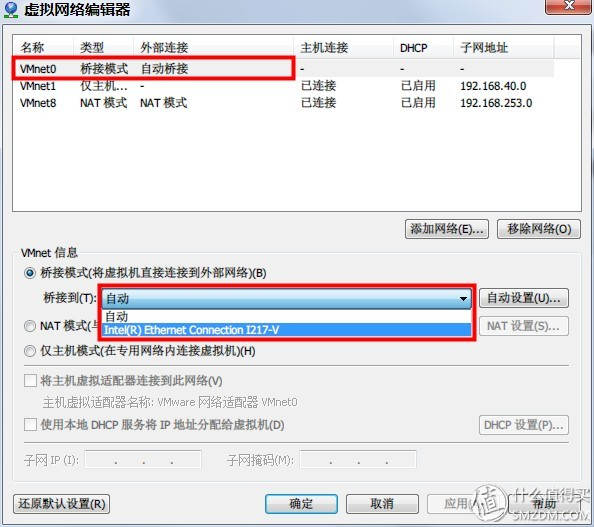 虚拟网络编辑器
名称 类型 外部连接 主机连接 DHCP 子网地址
VMnet0 桥接模式 自动桥接 - - -
VMnet1 仅主机... - 已连接 已启用 192.168.40.0
VMnet8 NAT 模式 NAT 模式 已连接 已启用 192.168.253.0
添加网络(E)... 移除网络(O)
VMnet 信息
桥接模式(将虚拟机直接连接到外部网络)(B)
桥接到(T): 自动 自动设置(U)...
自动
NAT 模式(与 NAT 设置(S)...
Intel(R) Ethernet Connection I217-V
仅主机模式(在专用网络内连接虚拟机)(H)
将主机虚拟适配器连接到此网络(V)
主机虚拟适配器名称: VMware 网络适配器 VMnet0
使用本地 DHCP 服务将 IP 地址分配给虚拟机(D) DHCP 设置(P)...
子网 IP (I): . . . 子网掩码(M): . . .
还原默认设置(R) 确定 取消 应用 帮助
值 什么值得买
SMZDM.COM